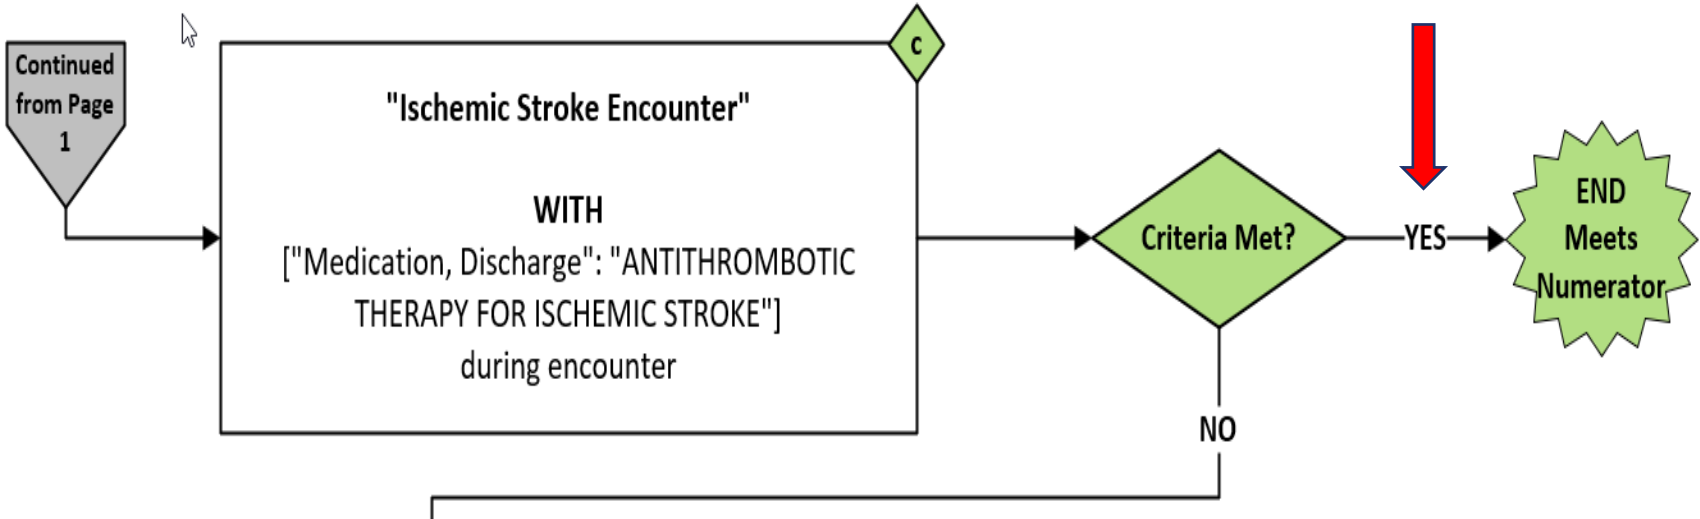 Continued
from Page
1
c
"Ischemic Stroke Encounter"
WITH
["Medication, Discharge": "ANTITHROMBOTIC
THERAPY FOR ISCHEMIC STROKE"]
during encounter
Criteria Met?
YES
END
Meets
Numerator
NO